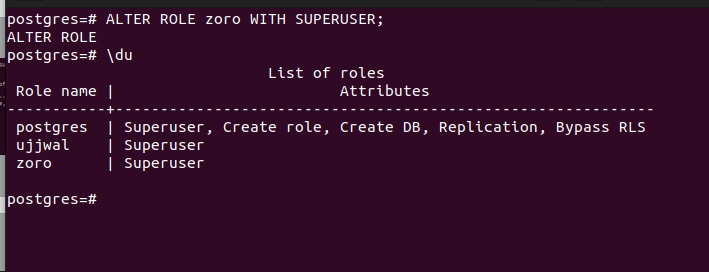 postgres=# ALTER ROLE zoro WITH SUPERUSER;
ALTER ROLE
postgres=# \du
List of roles
Role name | Attributes
-----------+------------------------------------------------------------
postgres | Superuser, Create role, Create DB, Replication, Bypass RLS
ujjwal | Superuser
zoro | Superuser
postgres=#